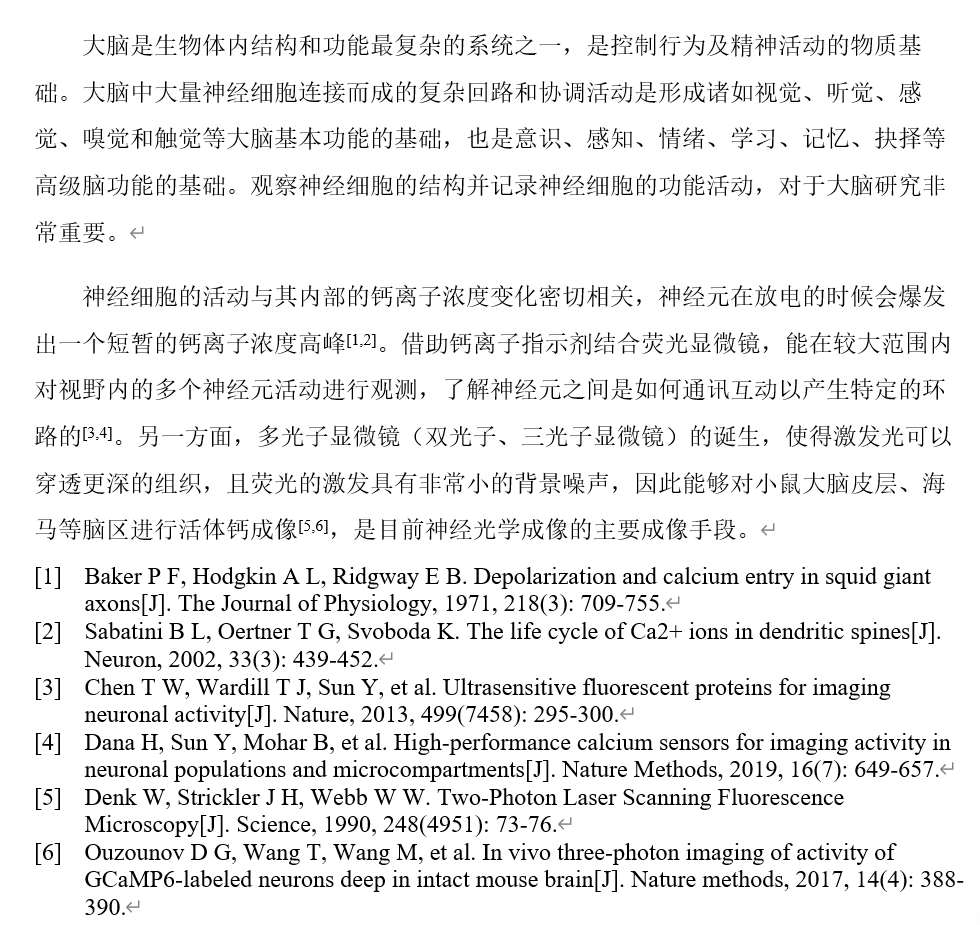 大脑是生物体内结构和功能最复杂的系统之一，是控制行为及精神活动的物质基
础。大脑中大量神经细胞连接而成的复杂回路和协调活动是形成诸如视觉、听觉、感
觉、嗅觉和触觉等大脑基本功能的基础，也是意识、感知、情绪、学习、记忆、抉择等
高级脑功能的基础。观察神经细胞的结构并记录神经细胞的功能活动，对于大脑研究非
常重要。↵
神经细胞的活动与其内部的钙离子浓度变化密切相关，神经元在放电的时候会爆发
出一个短暂的钙离子浓度高峰[1,2]。借助钙离子指示剂结合荧光显微镜，能在较大范围内
对视野内的多个神经元活动进行观测，了解神经元之间是如何通讯互动以产生特定的环
路的[3,4]。另一方面，多光子显微镜（双光子、三光子显微镜）的诞生，使得激发光可以
穿透更深的组织，且荧光的激发具有非常小的背景噪声，因此能够对小鼠大脑皮层、海
马等脑区进行活体钙成像[5,6]，是目前神经光学成像的主要成像手段。↵
[1] Baker P F, Hodgkin A L, Ridgway E B. Depolarization and calcium entry in squid giant
axons[J]. The Journal of Physiology, 1971, 218(3): 709-755.↵
[2] Sabatini B L, Oertner T G, Svoboda K. The life cycle of Ca2+ ions in dendritic spines[J].
Neuron, 2002, 33(3): 439-452.↵
[3] Chen T W, Wardill T J, Sun Y, et al. Ultrasensitive fluorescent proteins for imaging
neuronal activity[J]. Nature, 2013, 499(7458): 295-300.↵
[4] Dana H, Sun Y, Mohar B, et al. High-performance calcium sensors for imaging activity in
neuronal populations and microcompartments[J]. Nature Methods, 2019, 16(7): 649-657.↵
[5] Denk W, Strickler J H, Webb W W. Two-Photon Laser Scanning Fluorescence
Microscopy[J]. Science, 1990, 248(4951): 73-76.↵
[6] Ouzounov D G, Wang T, Wang M, et al. In vivo three-photon imaging of activity of
GCaMP6-labeled neurons deep in intact mouse brain[J]. Nature methods, 2017, 14(4): 388-
390.↵